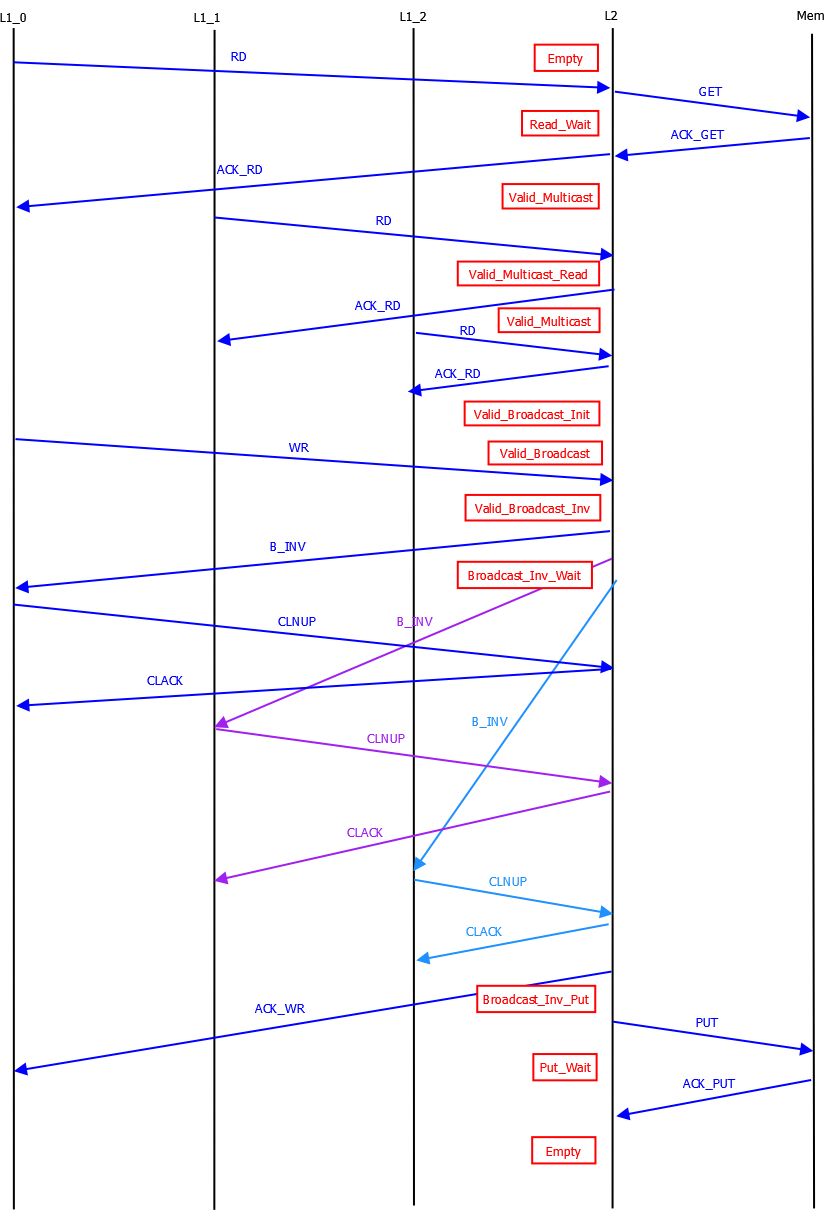 L1_0
L1_1
L1_2
L2
Mem
RD
Empty
GET
Read_Wait
ACK_GET
ACK_RD
Valid_Multicast
RD
Valid_Multicast_Read
ACK_RD
Valid_Multicast
RD
ACK_RD
Valid_Broadcast_Init
WR
Valid_Broadcast
Valid_Broadcast_Inv
B_INV
Broadcast_Inv_Wait
CLNUP
B_INV
CLACK
B_INV
CLNUP
CLACK
CLNUP
CLACK
Broadcast_Inv_Put
ACK_WR
PUT
Put_Wait
ACK_PUT
Empty